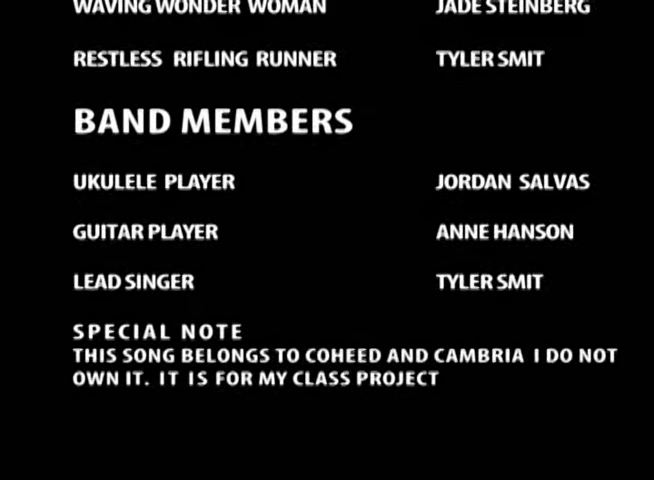 WAVING WONDER WOMAN JADE STEINBERG
RESTLESS RIFLING RUNNER TYLER SMIT
BAND MEMBERS
UKULELE PLAYER JORDAN SALVAS
GUITAR PLAYER ANNE HANSON
LEAD SINGER TYLER SMIT
SPECIAL NOTE
THIS SONG BELONGS TO COHEED AND CAMBRIA I DO NOT
OWN IT. IT IS FOR MY CLASS PROJECT